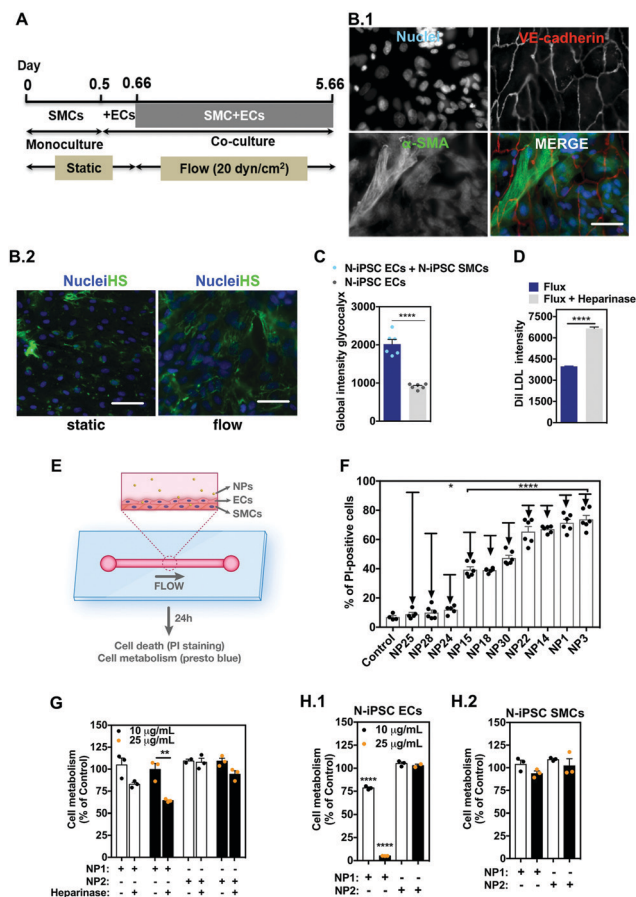 A
Day
0 0.5 0.66 5.66
SMCs +ECs SMC+ECs
Monoculture Co-culture
Static Flow (20 dyn/cm²)
B.1
Nuclei VE-cadherin
α-SMA MERGE
B.2
NucleiHS NucleiHS
static flow
C
N-iPSC ECs + N-iPSC SMCs
N-iPSC ECs
Global intensity glycocalyx
3000
2000
1000
0
****
D
Flux
Flux + Heparinase
Dil LDL intensity
9000
7500
6000
4500
3000
1500
0
****
E
NPs
ECs
SMCs
FLOW
24h
Cell death (PI staining)
Cell metabolism (presto blue)
F
% of PI-positive cells
100
80
60
40
20
0
* ****
Control NP25 NP28 NP24 NP15 NP18 NP30 NP22 NP14 NP1 NP3
G
10 µg/mL
25 µg/mL
Cell metabolism
(% of Control)
150
125
100
75
50
25
0
**
NP1: + + + + - - - -
NP2: - - - - + + + +
Heparinase: - + - + - + - +
H.1
N-iPSC ECs
10 µg/mL
25 µg/mL
Cell metabolism
(% of Control)
150
125
100
75
50
25
0
**** ****
NP1: + + - -
NP2: - - + +
H.2
N-iPSC SMCs
Cell metabolism
(% of Control)
150
125
100
75
50
25
0
+ + - -
- - + +